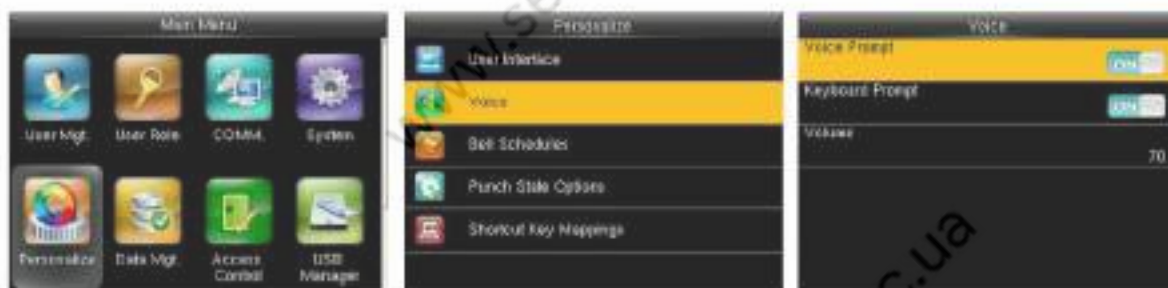 Main Menu
User Mgt.
User Role
COMM.
System
Personalize
Data Mgt.
Access Control
USB Manager
Personalize
User Interface
Voice
Bell Schedules
Punch State Options
Shortcut Key Mappings
Voice
Voice Prompt
ON
Keyboard Prompt
ON
Volume
70